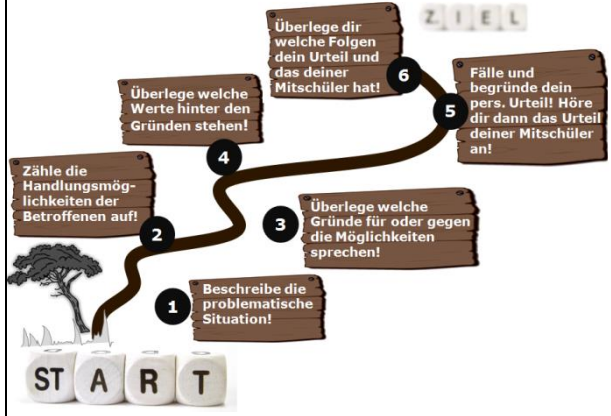 ZIEL
Überlege dir
welche Folgen
dein Urteil und
das deiner
Mitschüler hat!
6
Fälle und
begründe dein
pers. Urteil! Höre
dir dann das Urteil
deiner Mitschüler
an!
5
Überlege welche
Werte hinter den
Gründen stehen!
4
Zähle die
Handlungsmög-
lichkeiten der
Betroffenen auf!
2
3
Überlege welche
Gründe für oder gegen
die Möglichkeiten
sprechen!
1
Beschreibe die
problematische
Situation!
START